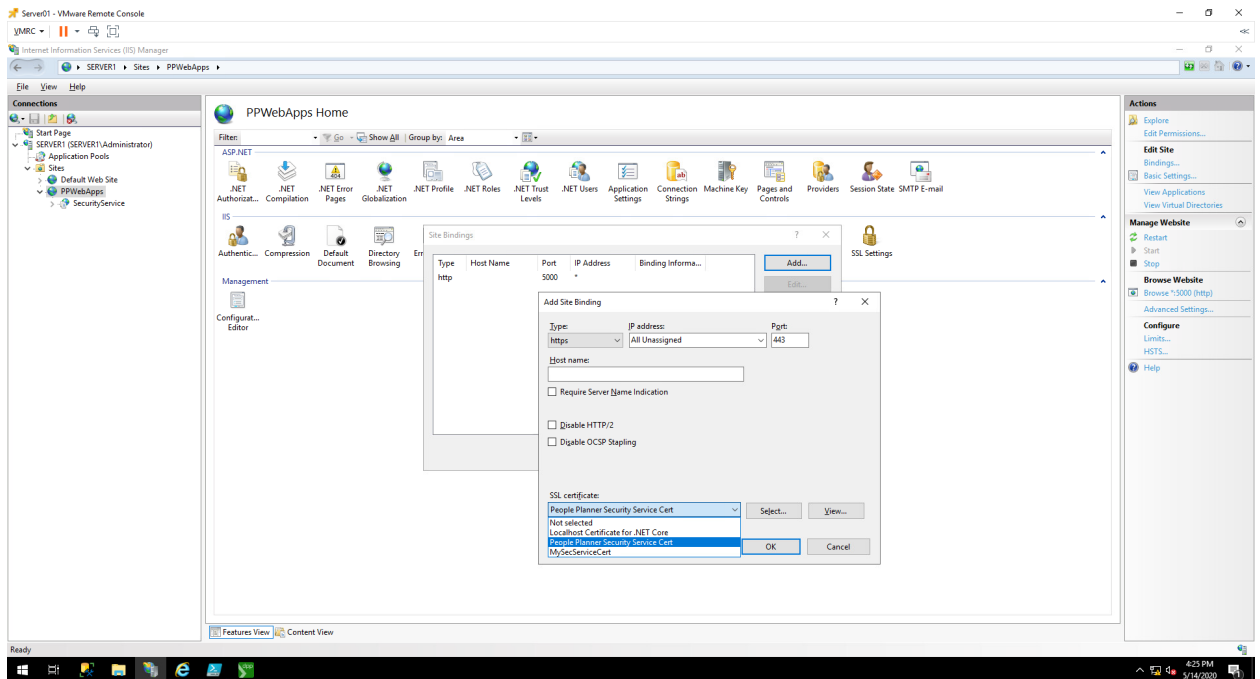 Server01 - VMware Remote Console
VMRC
Internet Information Services (IIS) Manager
SERVER1 Sites PPWebApps
File View Help
Connections
Start Page
SERVER1 (SERVER1\Administrator)
Application Pools
Sites
Default Web Site
PPWebApps
SecurityService
PPWebApps Home
Filter: Go Show All Group by: Area
ASP.NET
.NET Authorizat... .NET Compilation .NET Error Pages .NET Globalization .NET Profile .NET Roles .NET Trust Levels .NET Users Application Settings Connection Strings Machine Key Pages and Controls Providers Session State SMTP E-mail
IIS
Authentic... Compression Default Document Directory Browsing SSL Settings
Management
Configurat... Editor
Site Bindings ?
Type Host Name Port IP Address Binding Informa...
http 5000 *
Add...
Edit...
Add Site Binding ?
Type: IP address: Port:
https All Unassigned 443
Host name:
Require Server Name Indication
Disable HTTP/2
Disable OCSP Stapling
SSL certificate:
People Planner Security Service Cert Select... View...
Not selected
Localhost Certificate for .NET Core
People Planner Security Service Cert
MySecServiceCert
OK Cancel
Features View Content View
Actions
Explore
Edit Permissions...
Edit Site
Bindings...
Basic Settings...
View Applications
View Virtual Directories
Manage Website
Restart
Start
Stop
Browse Website
Browse *:5000 (http)
Advanced Settings...
Configure
Limits...
HSTS...
Help
Ready
4:25 PM
5/14/2020